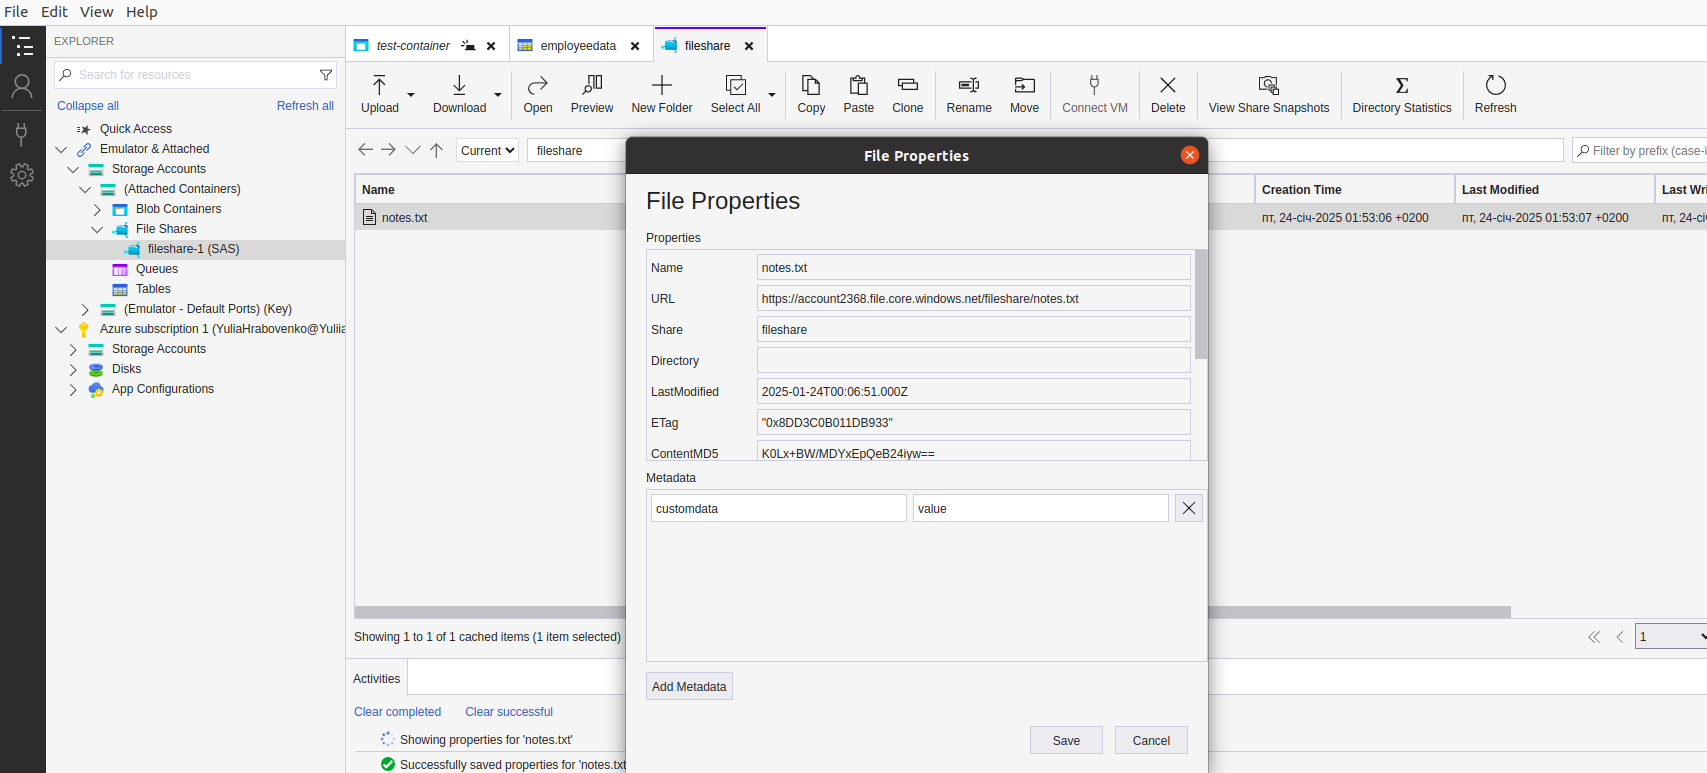 File Edit View Help
EXPLORER
Search for resources
Collapse all Refresh all
Quick Access
Emulator & Attached
Storage Accounts
(Attached Containers)
Blob Containers
File Shares
fileshare-1 (SAS)
Queues
Tables
(Emulator - Default Ports) (Key)
Azure subscription 1 (YuliaHrabovenko@Yuliia
Storage Accounts
Disks
App Configurations
test-container employeedata fileshare
Upload Download Open Preview New Folder Select All Copy Paste Clone Rename Move Connect VM Delete View Share Snapshots Directory Statistics Refresh
Current fileshare Filter by prefix (case-i
Name Creation Time Last Modified Last Wri
notes.txt пт, 24-січ-2025 01:53:06 +0200 пт, 24-січ-2025 01:53:07 +0200 пт, 24-січ
Showing 1 to 1 of 1 cached items (1 item selected) 1
Activities
Clear completed Clear successful
Showing properties for 'notes.txt'
Successfully saved properties for 'notes.txt
File Properties
File Properties
Properties
Name notes.txt
URL https://account2368.file.core.windows.net/fileshare/notes.txt
Share fileshare
Directory
LastModified 2025-01-24T00:06:51.000Z
ETag "0x8DD3C0B011DB933"
ContentMD5 K0Lx+BW/MDYxEpQeB24iyw==
Metadata
customdata value
Add Metadata
Save Cancel